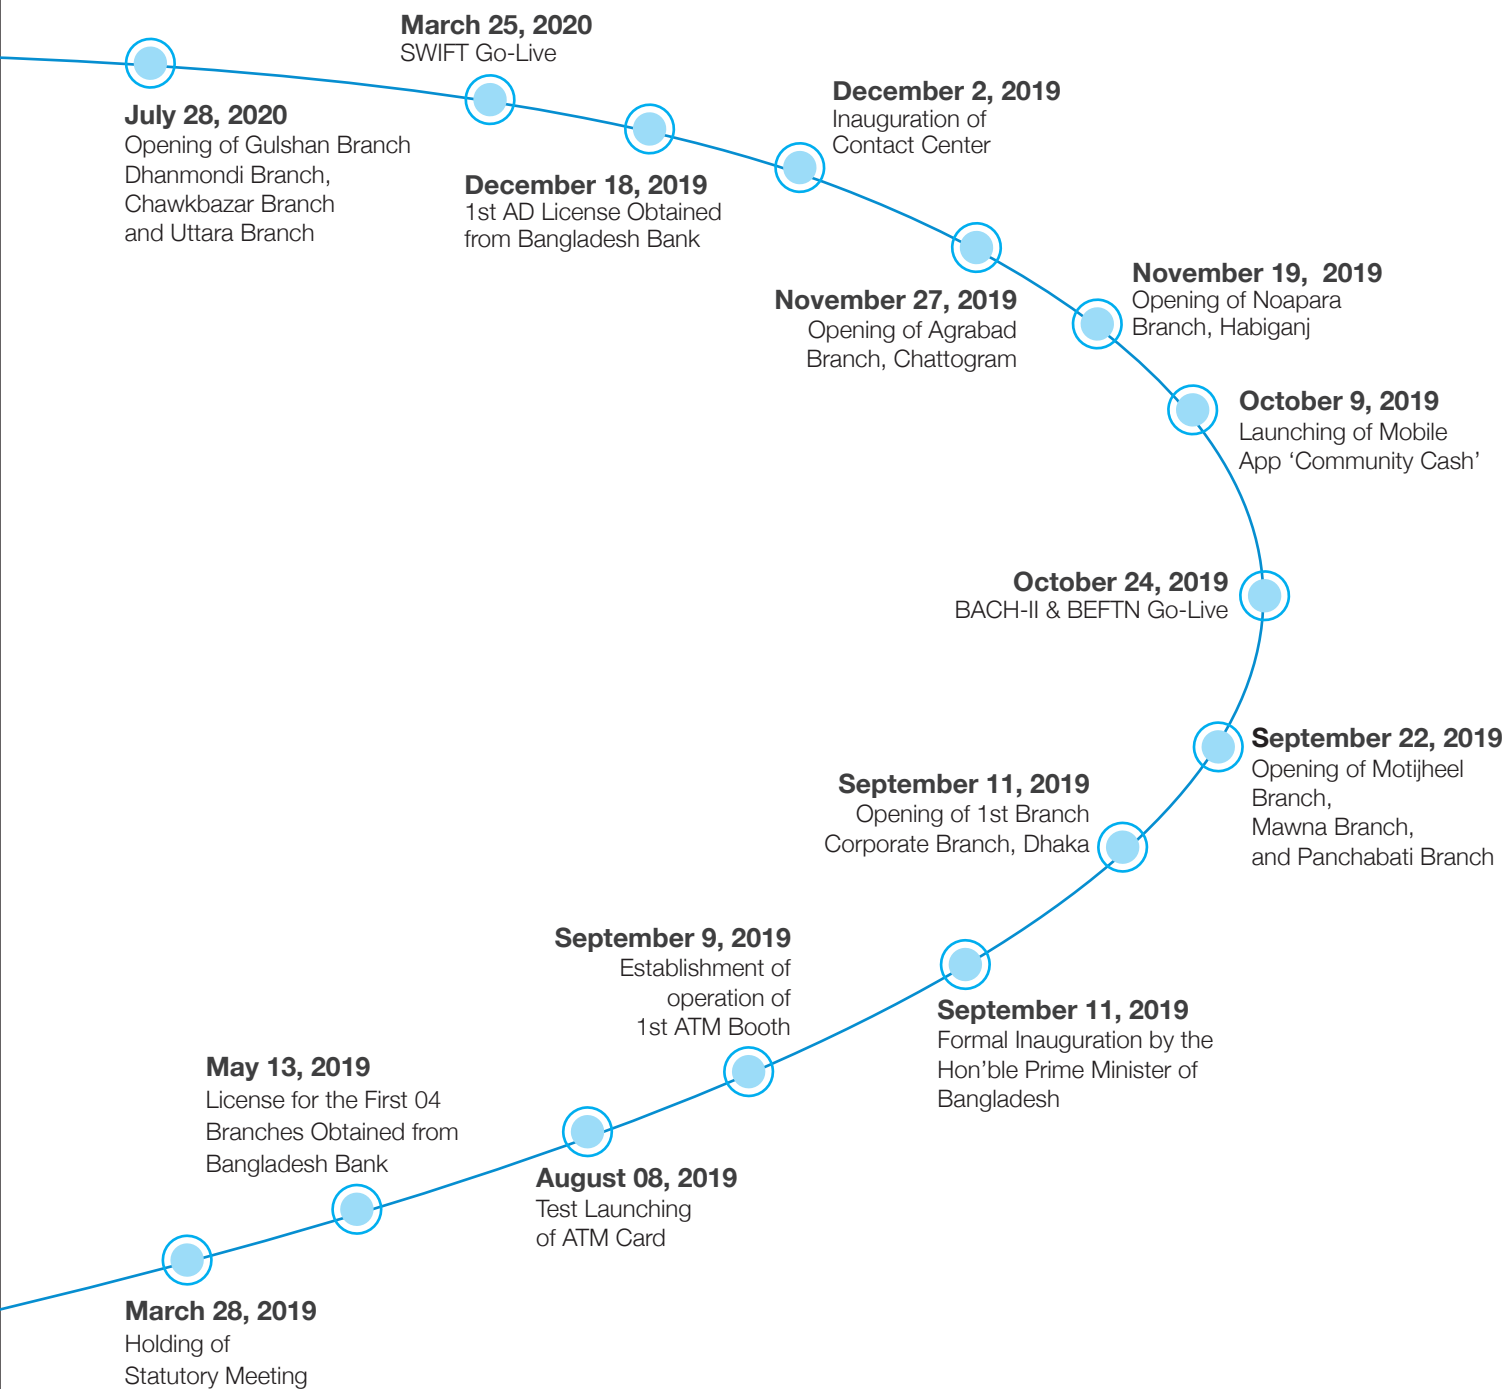 March 25, 2020
SWIFT Go-Live
July 28, 2020
Opening of Gulshan Branch
Dhanmondi Branch,
Chawkbazar Branch
and Uttara Branch
December 18, 2019
1st AD License Obtained
from Bangladesh Bank
December 2, 2019
Inauguration of
Contact Center
November 27, 2019
Opening of Agrabad
Branch, Chattogram
November 19,  2019
Opening of Noapara
Branch, Habiganj
October 9, 2019
Launching of Mobile
App ‘Community Cash’
October 24, 2019
BACH-II & BEFTN Go-Live
September 22, 2019
Opening of Motijheel
Branch,
Mawna Branch,
and Panchabati Branch
September 11, 2019
Opening of 1st Branch
Corporate Branch, Dhaka
September 11, 2019
Formal Inauguration by the
Hon’ble Prime Minister of
Bangladesh
September 9, 2019
Establishment of
operation of
1st ATM Booth
August 08, 2019
Test Launching
of ATM Card
May 13, 2019
License for the First 04
Branches Obtained from
Bangladesh Bank
March 28, 2019
Holding of
Statutory Meeting